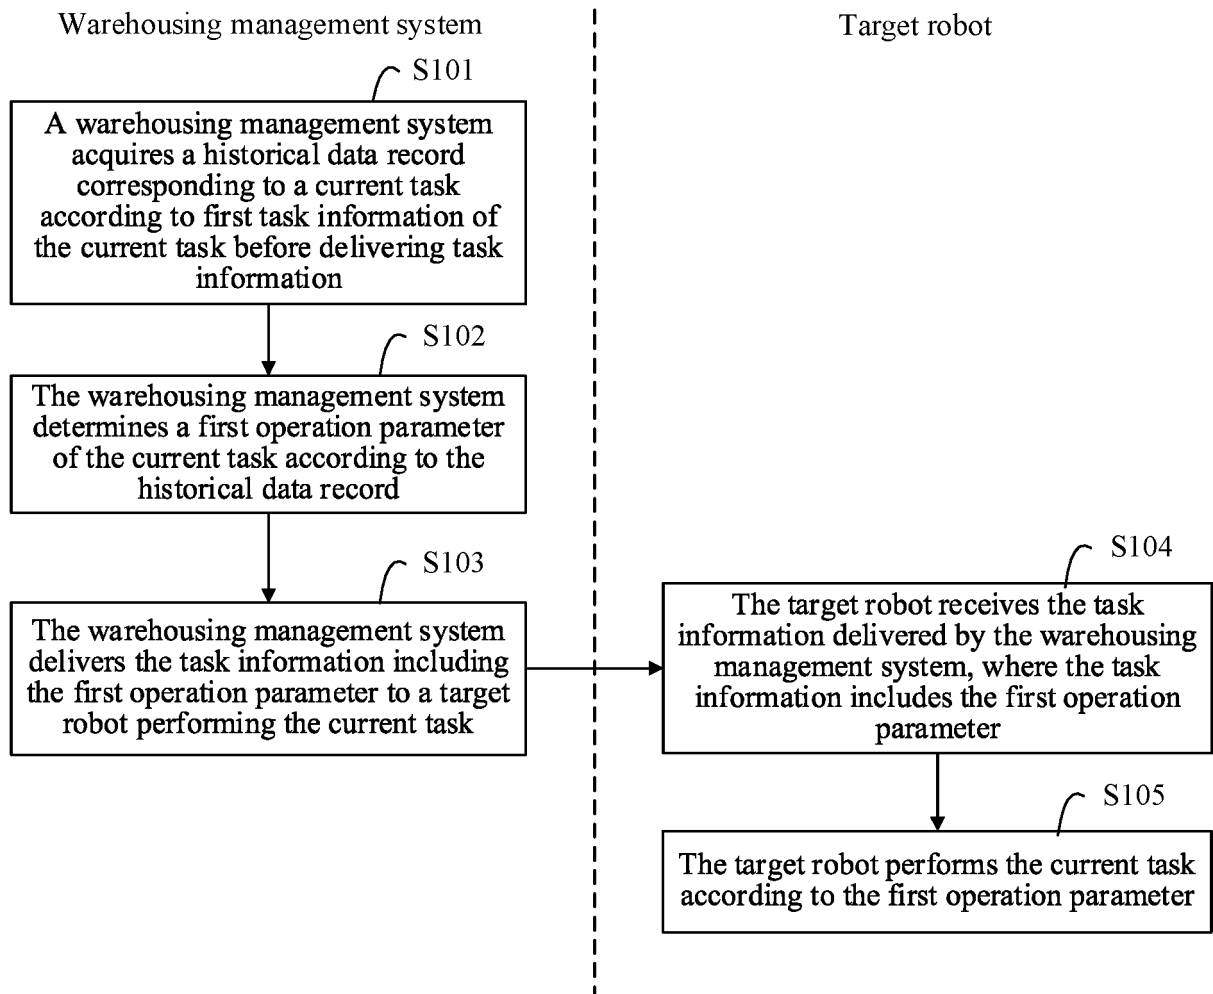 Warehousing management system
Target robot
S101
A warehousing management system
acquires a historical data record
corresponding to a current task
according to first task information of
the current task before delivering task
information
S102
The warehousing management system
determines a first operation parameter
of the current task according to the
historical data record
S103
The warehousing management system
delivers the task information including
the first operation parameter to a target
robot performing the current task
S104
The target robot receives the task
information delivered by the warehousing
management system, where the task
information includes the first operation
parameter
S105
The target robot performs the current task
according to the first operation parameter